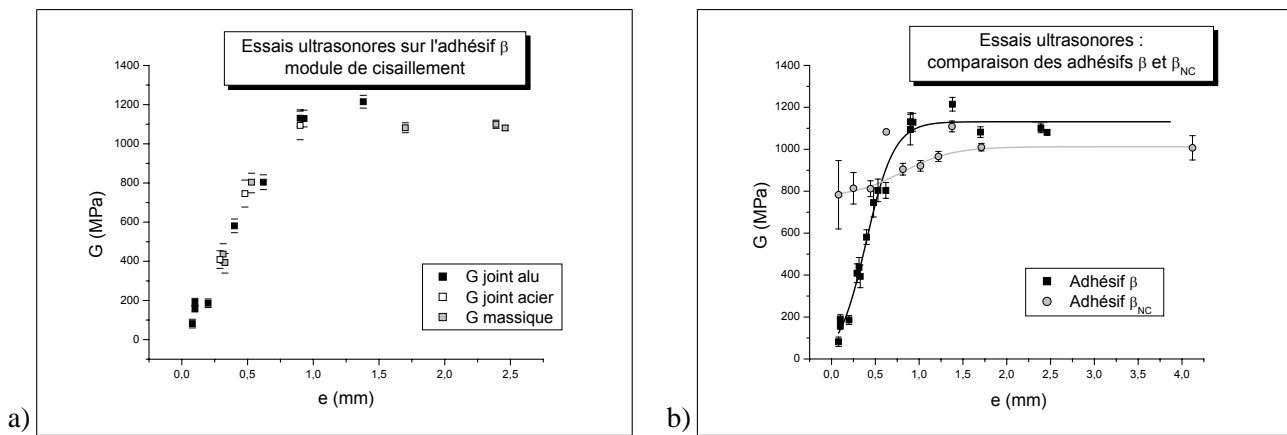 Essais ultrasonores sur l'adhésif β
module de cisaillement
1400
1200
1000
800
600
400
200
0
G (MPa)
G joint alu
G joint acier
G massique
0,0 0,5 1,0 1,5 2,0 2,5
e (mm)
a)
Essais ultrasonores :
comparaison des adhésifs β et βNC
1400
1200
1000
800
600
400
200
0
G (MPa)
Adhésif β
Adhésif βNC
0,0 0,5 1,0 1,5 2,0 2,5 3,0 3,5 4,0
e (mm)
b)